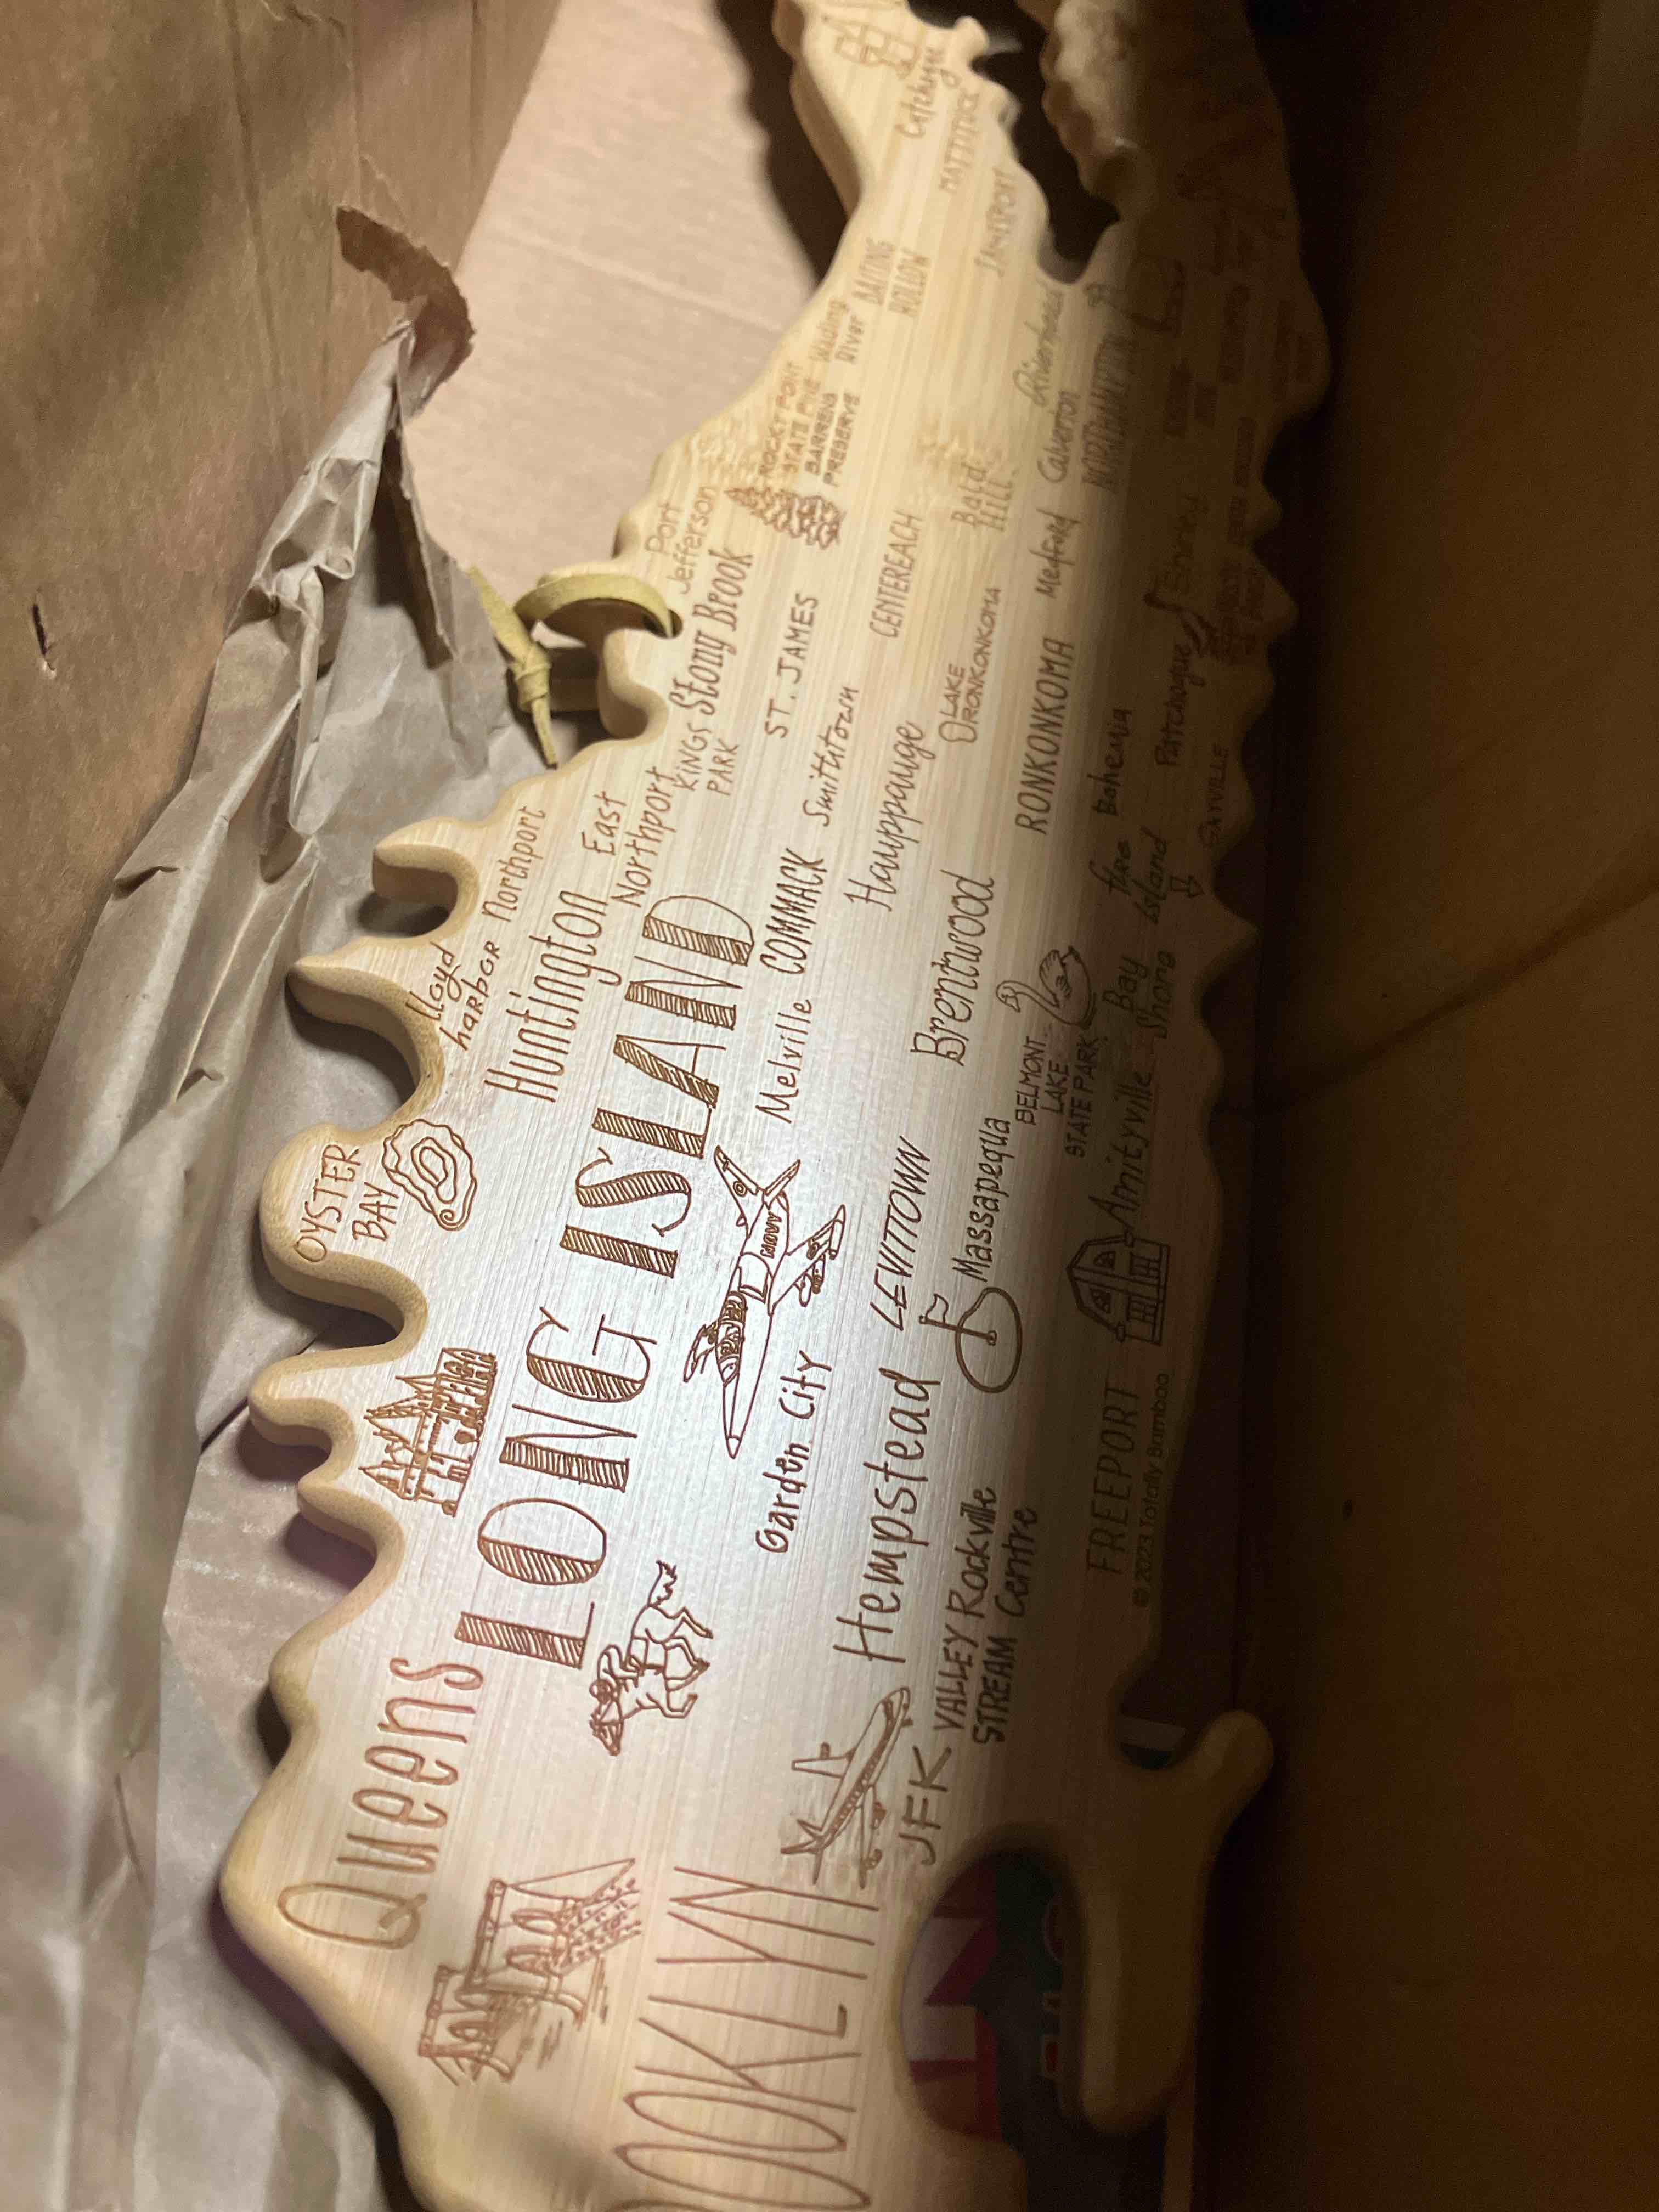 Queens
OOKLYN
LONG ISLAND
OYSTER
BAY
lloyd
harbor
Northport
Huntington
East
Northport
KINGS
PARK
Stony Brook
Port
Jefferson
ROCKY POINT
STATE PINE
BARRENS
PRESERVE
Wading
River
BAITING
HOLLOW
MATTITUCK
JAMESPORT
NAVY
Garden City
Melville
COMMACK
Smithtown
ST. JAMES
CENTEREACH
Bald
Hill
Riverhead
Calverton
NORTHAMPTON
JFK
Hempstead
LEVITTOWN
Hauppauge
LAKE
RONKONKOMA
VALLEY
STREAM
Rockville
Centre
Massapequa
Brentwood
RONKONKOMA
Medford
BELMONT
LAKE
STATE PARK
FREEPORT
Amityville
Bay
Shore
Fire
Island
Bohemia
Patchogue
Shirley
SAYVILLE
© 2023 Totally Bamboo